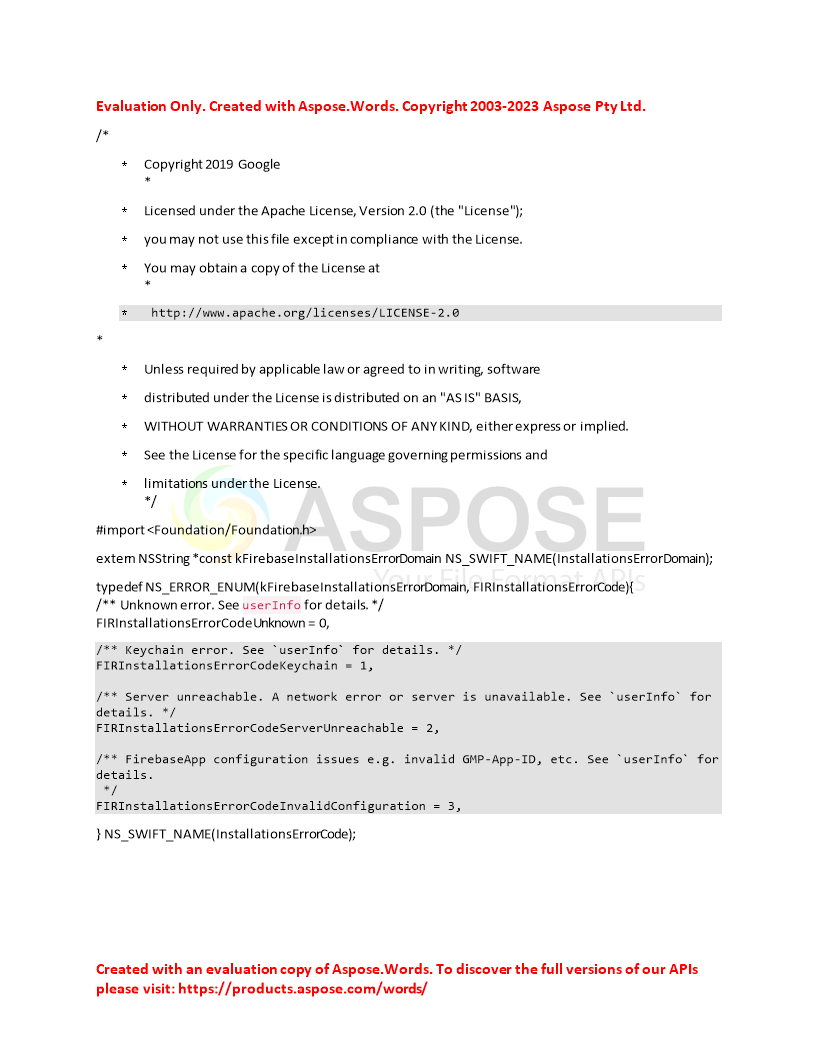 Evaluation Only. Created with Aspose.Words. Copyright 2003-2023 Aspose Pty Ltd.
/*
* Copyright 2019 Google
*
* Licensed under the Apache License, Version 2.0 (the "License");
* you may not use this file except in compliance with the License.
* You may obtain a copy of the License at
*
* http://www.apache.org/licenses/LICENSE-2.0
*
* Unless required by applicable law or agreed to in writing, software
* distributed under the License is distributed on an "AS IS" BASIS,
* WITHOUT WARRANTIES OR CONDITIONS OF ANY KIND, either express or implied.
* See the License for the specific language governing permissions and
* limitations under the License.
*/
ASPOSE
#import <Foundation/Foundation.h>
extern NSString *const kFirebaseInstallationsErrorDomain NS_SWIFT_NAME(InstallationsErrorDomain);
Your File Format APIs
typedef NS_ERROR_ENUM(kFirebaseInstallationsErrorDomain, FIRInstallationsErrorCode){
/** Unknown error. See userInfo for details. */
FIRInstallationsErrorCodeUnknown = 0,
/** Keychain error. See `userInfo` for details. */
FIRInstallationsErrorCodeKeychain = 1,
/** Server unreachable. A network error or server is unavailable. See `userInfo` for
details. */
FIRInstallationsErrorCodeServerUnreachable = 2,
/** FirebaseApp configuration issues e.g. invalid GMP-App-ID, etc. See `userInfo` for
details.
*/
FIRInstallationsErrorCodeInvalidConfiguration = 3,
} NS_SWIFT_NAME(InstallationsErrorCode);
Created with an evaluation copy of Aspose.Words. To discover the full versions of our APIs
please visit: https://products.aspose.com/words/